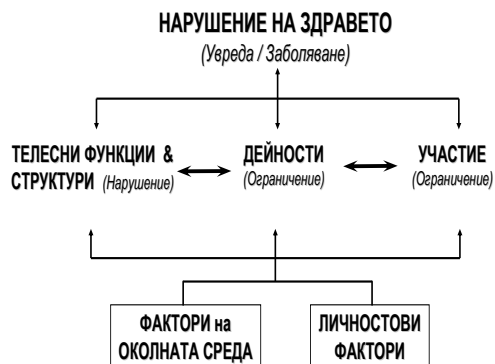 НАРУШЕНИЕ НА ЗДРАВЕТО
(Увреда / Заболяване)
ТЕЛЕСНИ ФУНКЦИИ &
СТРУКТУРИ (Нарушение)
ДЕЙНОСТИ
(Ограничение)
УЧАСТИЕ
(Ограничение)
ФАКТОРИ на
ОКОЛНАТА СРЕДА
ЛИЧНОСТОВИ
ФАКТОРИ